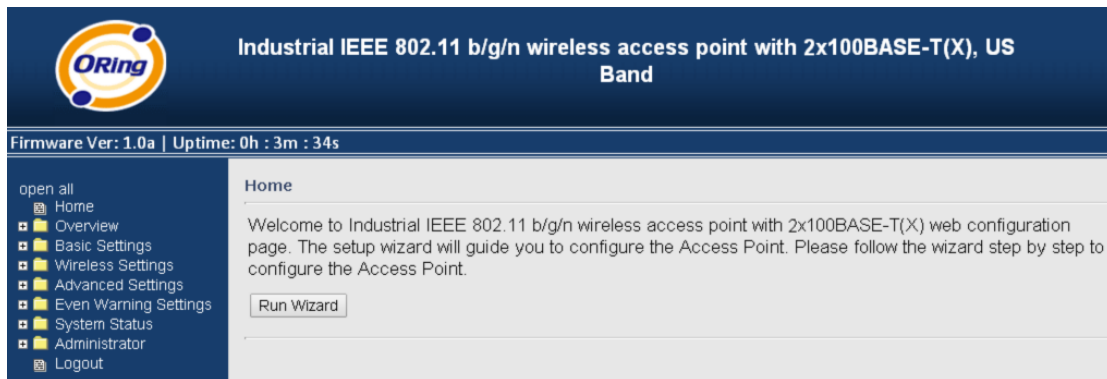 ORing
Industrial IEEE 802.11 b/g/n wireless access point with 2x100BASE-T(X), US
Band
Firmware Ver: 1.0a | Uptime: 0h : 3m : 34s
open all
Home
Overview
Basic Settings
Wireless Settings
Advanced Settings
Even Warning Settings
System Status
Administrator
Logout
Home
Welcome to Industrial IEEE 802.11 b/g/n wireless access point with 2x100BASE-T(X) web configuration
page. The setup wizard will guide you to configure the Access Point. Please follow the wizard step by step to
configure the Access Point.
Run Wizard